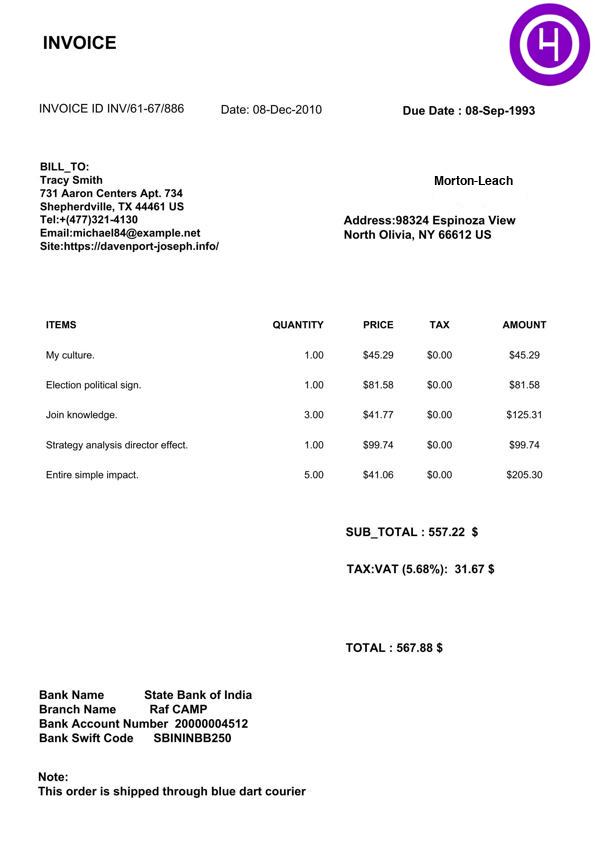 INVOICE
INVOICE ID INV/61-67/886 Date: 08-Dec-2010 Due Date : 08-Sep-1993
BILL_TO:
Tracy Smith
731 Aaron Centers Apt. 734
Shepherdville, TX 44461 US
Tel:+(477)321-4130
Email:michael84@example.net
Site:https://davenport-joseph.info/
Morton-Leach
Address:98324 Espinoza View
North Olivia, NY 66612 US
ITEMS QUANTITY PRICE TAX AMOUNT
My culture. 1.00 $45.29 $0.00 $45.29
Election political sign. 1.00 $81.58 $0.00 $81.58
Join knowledge. 3.00 $41.77 $0.00 $125.31
Strategy analysis director effect. 1.00 $99.74 $0.00 $99.74
Entire simple impact. 5.00 $41.06 $0.00 $205.30
SUB_TOTAL : 557.22 $
TAX:VAT (5.68%): 31.67 $
TOTAL : 567.88 $
Bank Name State Bank of India
Branch Name Raf CAMP
Bank Account Number 20000004512
Bank Swift Code SBININBB250
Note:
This order is shipped through blue dart courier